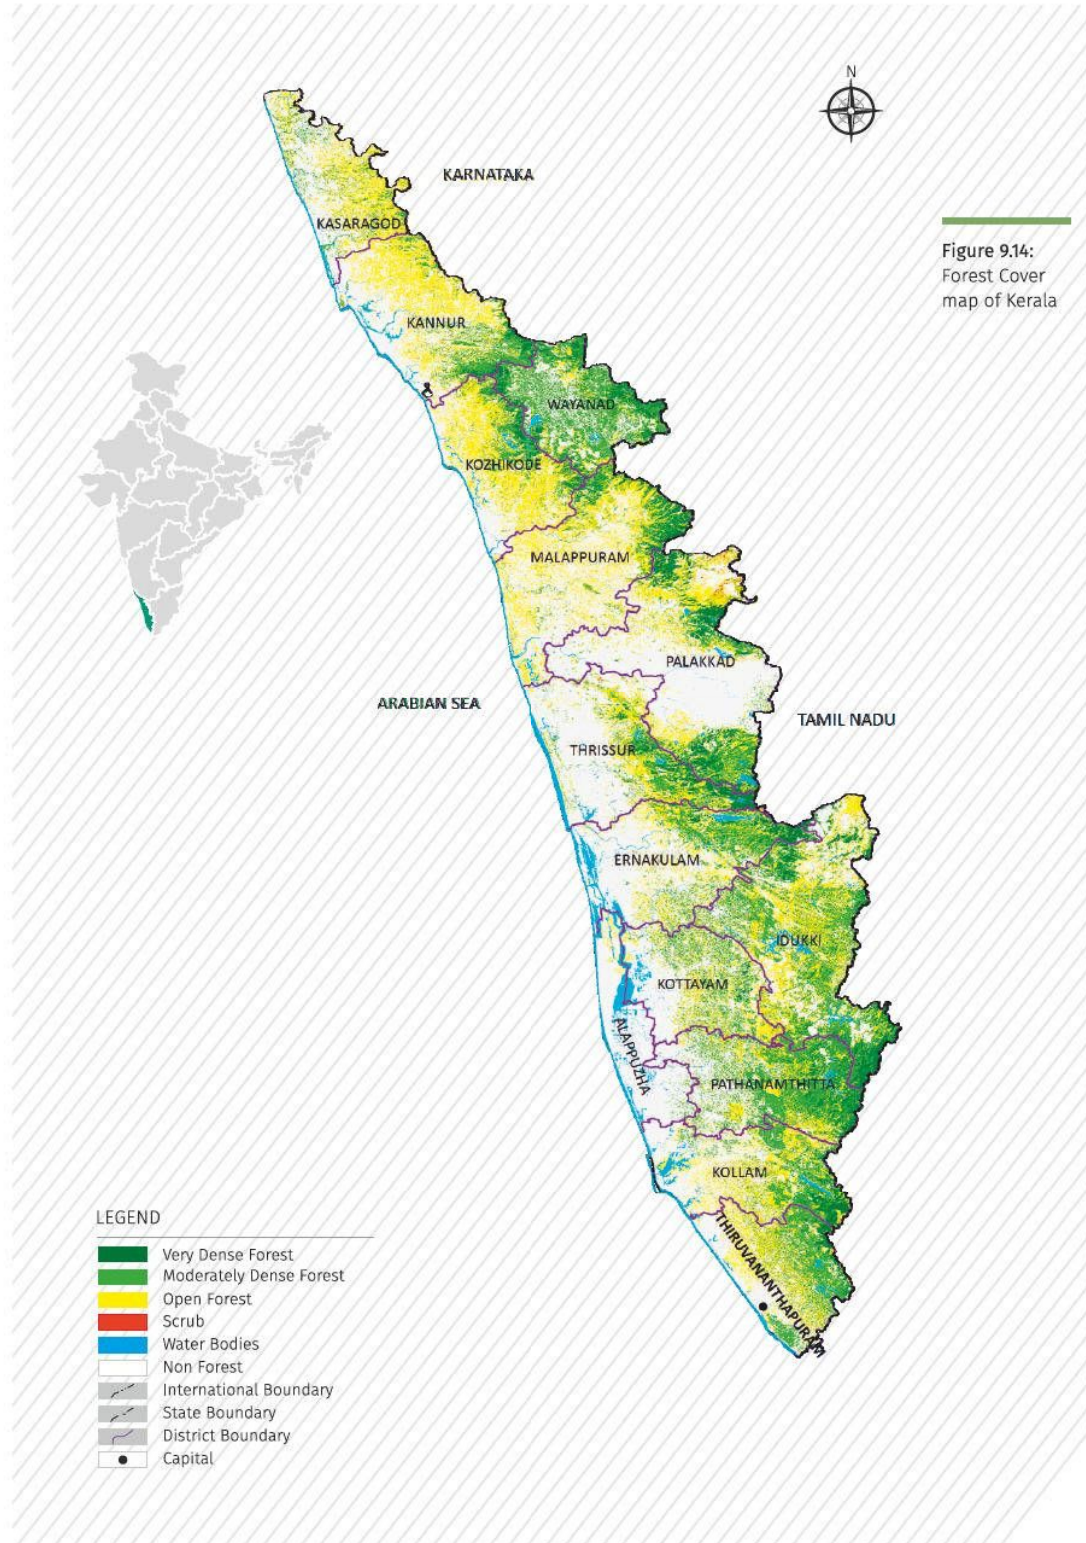 N
KARNATAKA
KASARAGOD
Figure 9.14:
Forest Cover
map of Kerala
KANNUR
WAYANAD
KOZHIKODE
MALAPPURAM
PALAKKAD
ARABIAN SEA
TAMIL NADU
THRISSUR
ERNAKULAM
IDUKKI
KOTTAYAM
ALAPPUZHA
PATHANAMTHITTA
KOLLAM
THIRUVANANTHAPURAM
LEGEND
Very Dense Forest
Moderately Dense Forest
Open Forest
Scrub
Water Bodies
Non Forest
International Boundary
State Boundary
District Boundary
Capital